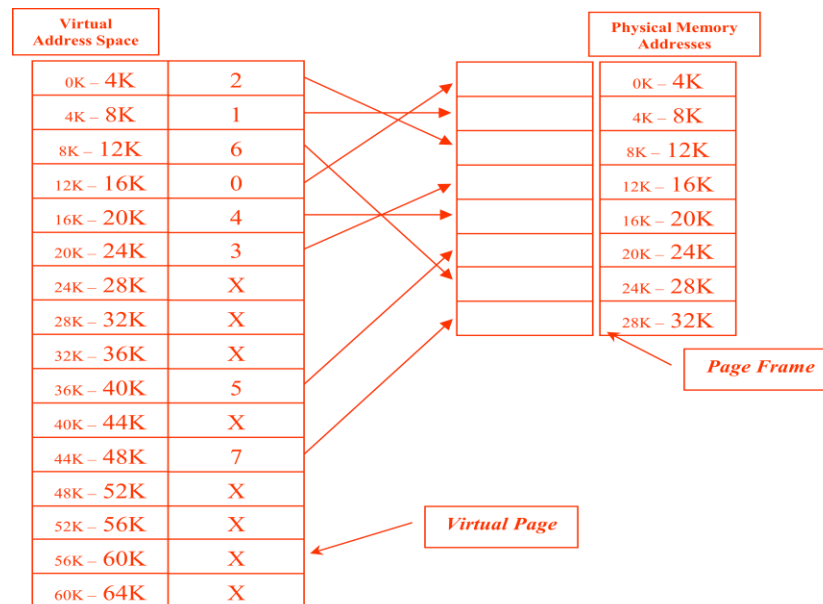 Virtual
Address Space
Physical Memory
Addresses
0K – 4K 2
4K – 8K 1
8K – 12K 6
12K – 16K 0
16K – 20K 4
20K – 24K 3
24K – 28K X
28K – 32K X
32K – 36K X
36K – 40K 5
40K – 44K X
44K – 48K 7
48K – 52K X
52K – 56K X
56K – 60K X
60K – 64K X
0K – 4K
4K – 8K
8K – 12K
12K – 16K
16K – 20K
20K – 24K
24K – 28K
28K – 32K
Page Frame
Virtual Page